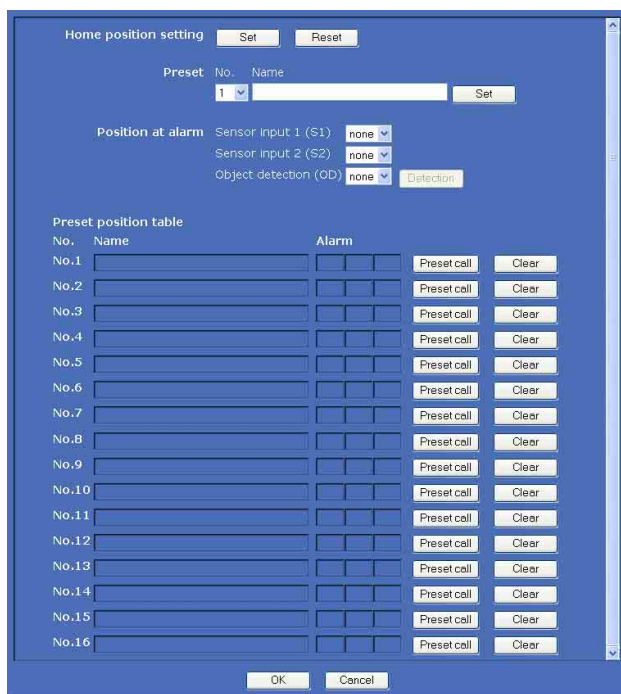 Home position setting Set Reset
Preset No. Name
1 Set
Position at alarm Sensor input 1 (S1) none
Sensor input 2 (S2) none
Object detection (OD) none Detection
Preset position table
No. Name Alarm
No.1 Preset call Clear
No.2 Preset call Clear
No.3 Preset call Clear
No.4 Preset call Clear
No.5 Preset call Clear
No.6 Preset call Clear
No.7 Preset call Clear
No.8 Preset call Clear
No.9 Preset call Clear
No.10 Preset call Clear
No.11 Preset call Clear
No.12 Preset call Clear
No.13 Preset call Clear
No.14 Preset call Clear
No.15 Preset call Clear
No.16 Preset call Clear
OK Cancel